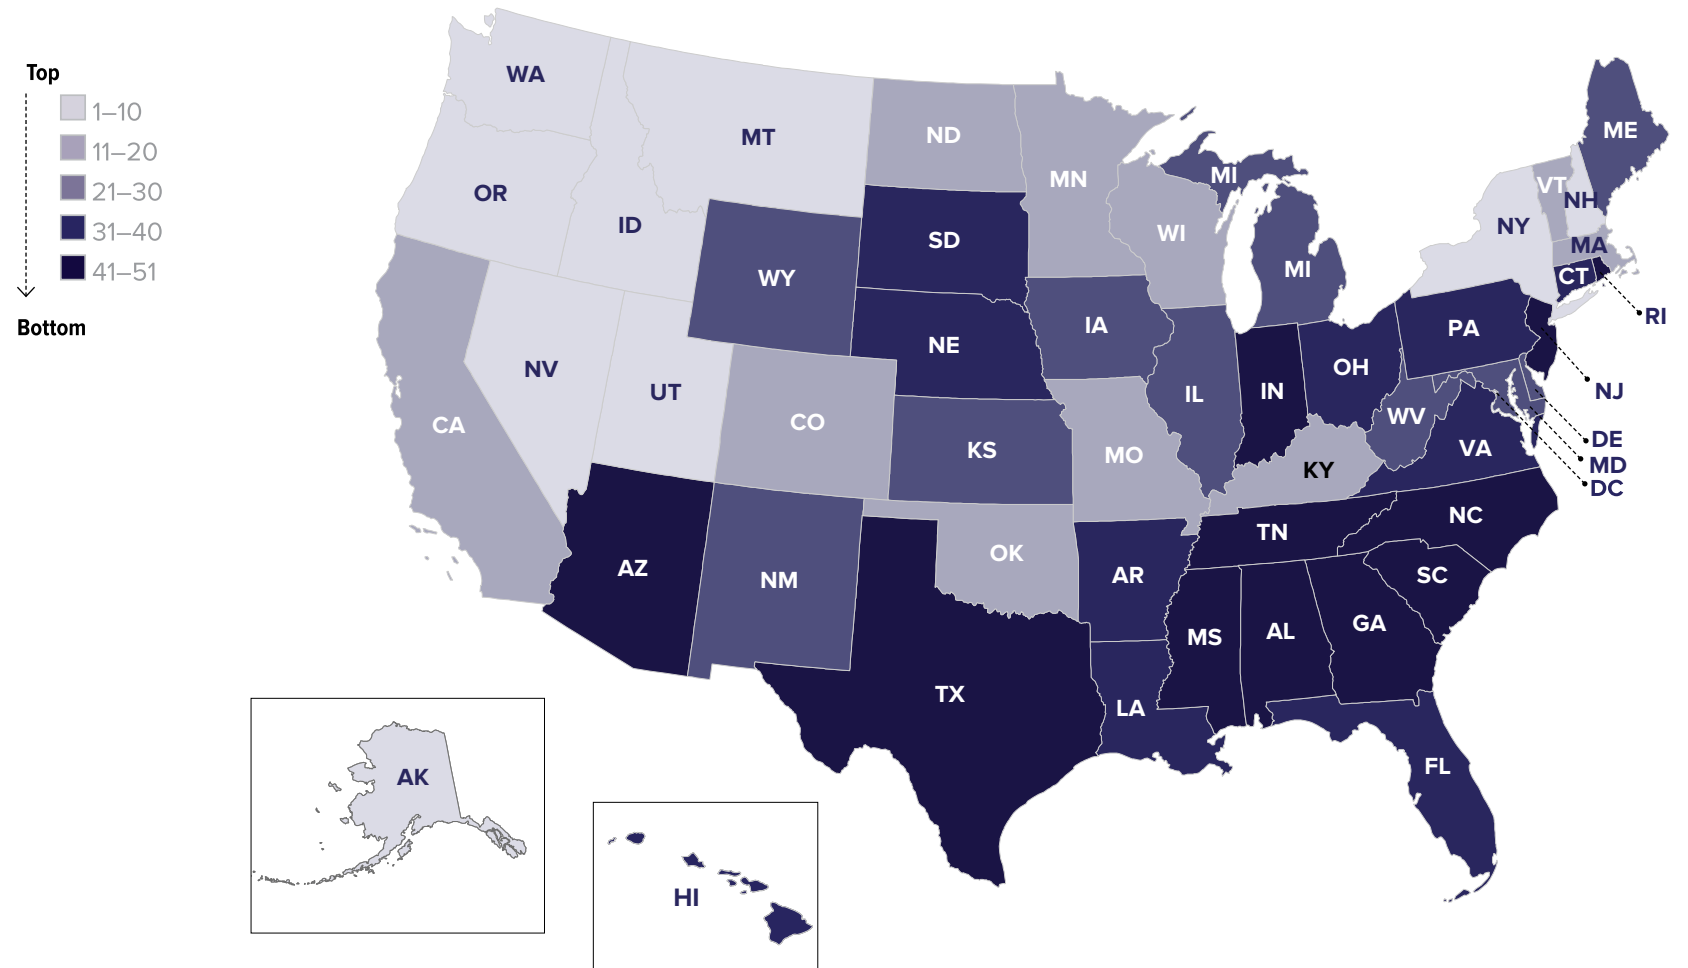 Top
1–10
11–20
21–30
31–40
41–51
Bottom
WA
MT
ND
MN
OR
ID
SD
WI
MI
MI
ME
VT
NH
NY
MA
CT
RI
WY
IA
NE
PA
NV
UT
OH
IL
IN
NJ
CA
CO
KS
MO
WV
KY
VA
DE
MD
DC
AZ
NM
OK
AR
TN
NC
SC
TX
LA
MS
AL
GA
FL
AK
HI